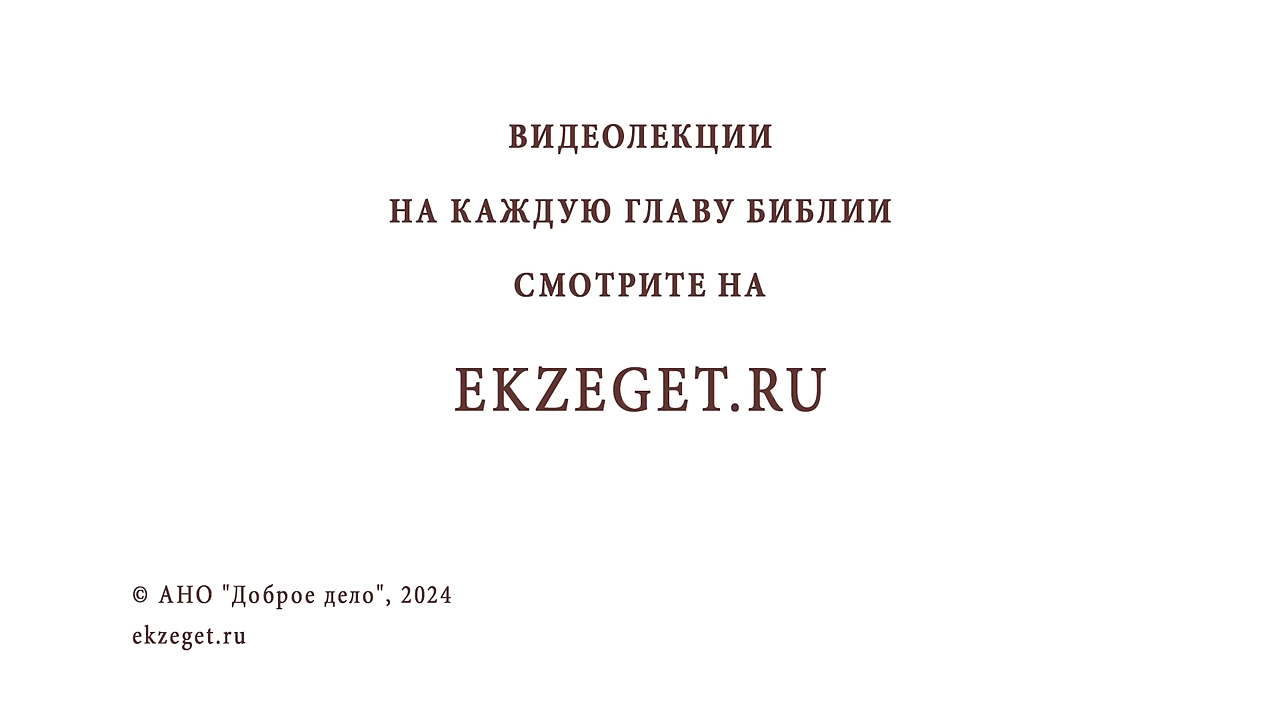 ВИДЕОЛЕКЦИИ
НА КАЖДУЮ ГЛАВУ БИБЛИИ
СМОТРИТЕ НА
EKZEGET.RU
© АНО "Доброе дело", 2024
ekzeget.ru